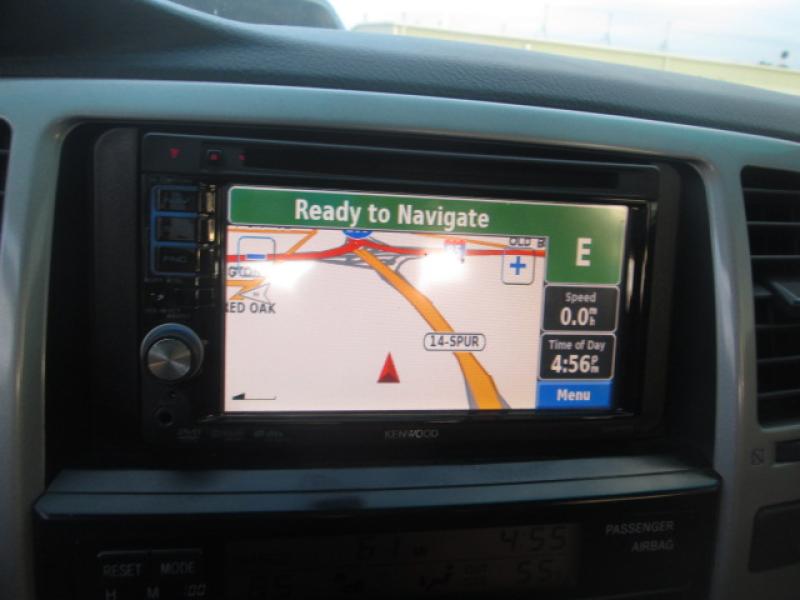 Ready to Navigate
E
OLD B
-
+
RED OAK
14-SPUR
Speed
0.0 m h
Time of Day
4:56 P m
Menu
KENWOOD
PASSENGER
AIRBAG
4:55
RESET MODE
H M :00